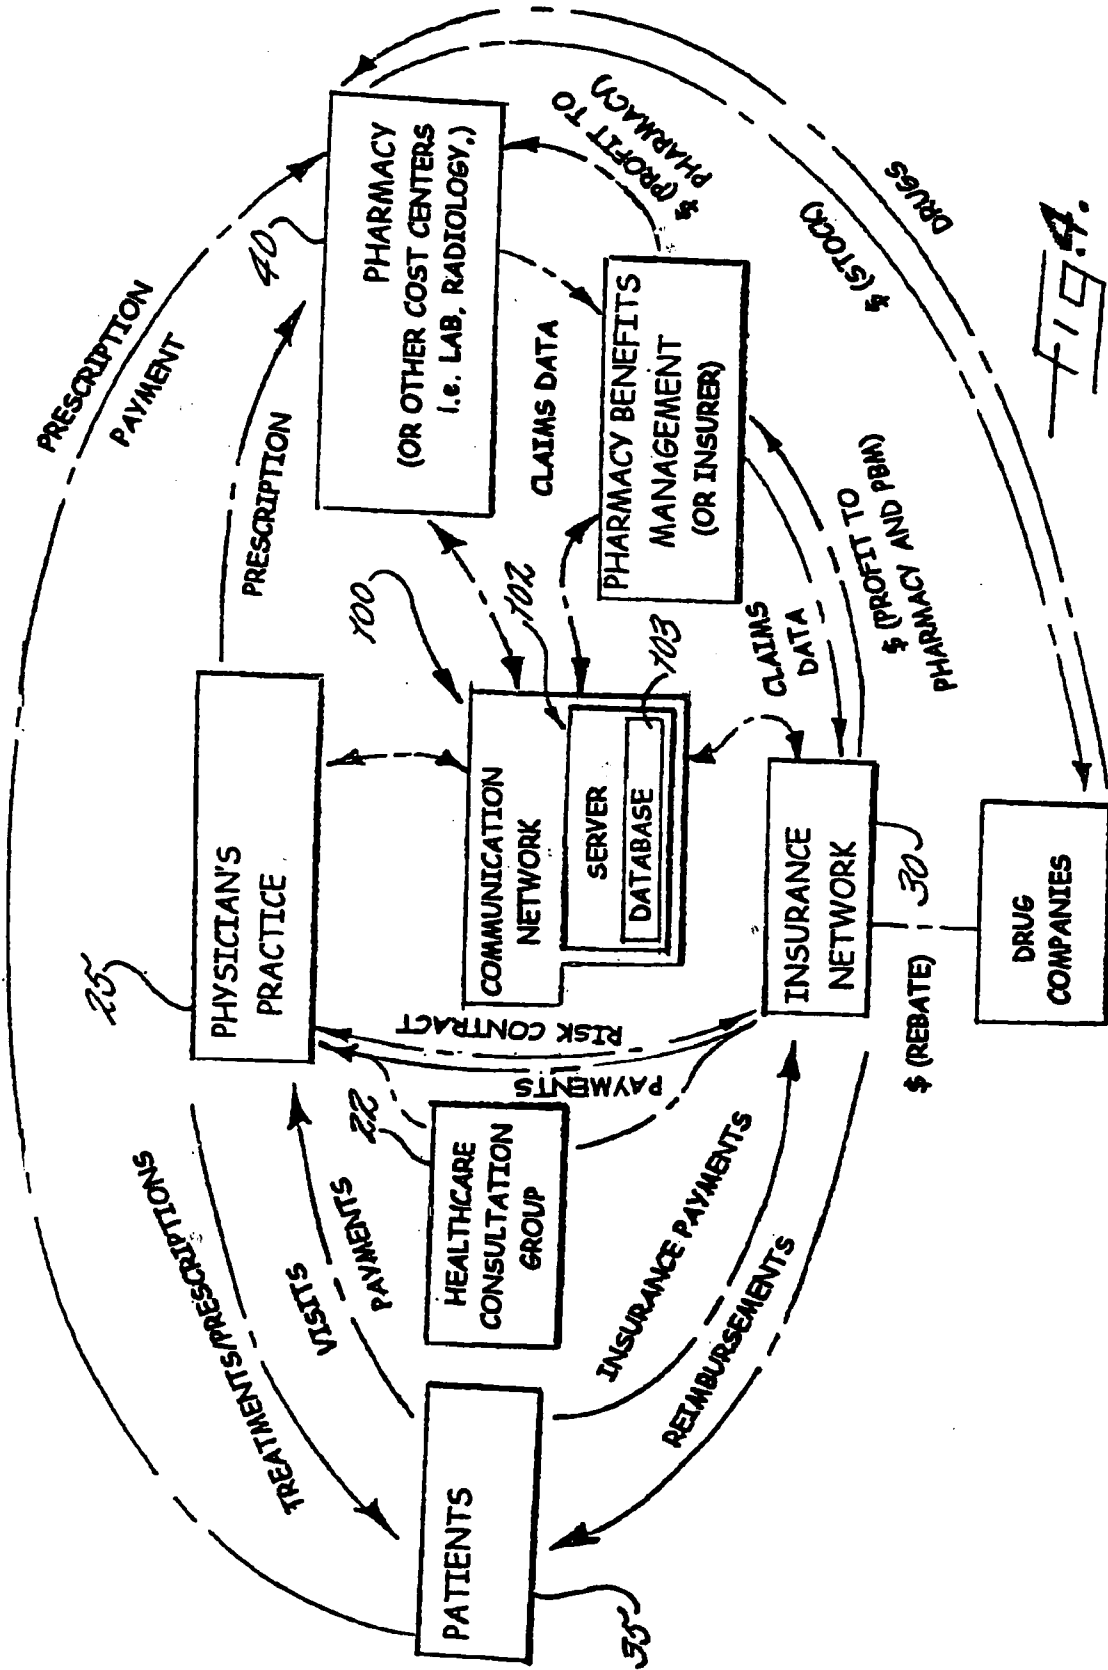 PRESCRIPTION
PAYMENT
TREATMENTS/PRESCRIPTIONS
25
PHYSICIAN'S
PRACTICE
PRESCRIPTION
40
PHARMACY
(OR OTHER COST CENTERS
i.e. LAB, RADIOLOGY,)
VISITS
PAYMENTS
22
HEALTHCARE
CONSULTATION
GROUP
PAYMENTS
RISK CONTRACT
COMMUNICATION
NETWORK
SERVER
DATABASE
100
102
103
CLAIMS DATA
$ (PROFIT TO
PHARMACY)
PHARMACY BENEFITS
MANAGEMENT
(OR INSURER)
PATIENTS
35
INSURANCE PAYMENTS
REIMBURSEMENTS
INSURANCE
NETWORK
30
CLAIMS
DATA
$ (PROFIT TO
PHARMACY AND PBM)
$ (STOCK)
DRUGS
$ (REBATE)
DRUG
COMPANIES
Fig. 4.